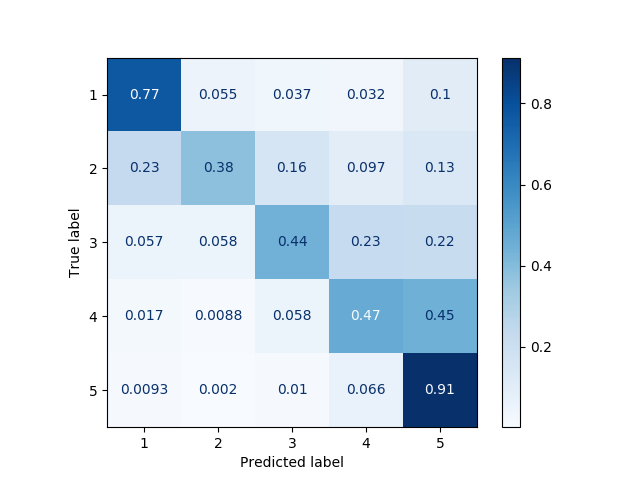 1 0.77 0.055 0.037 0.032 0.1
2 0.23 0.38 0.16 0.097 0.13
3 0.057 0.058 0.44 0.23 0.22
4 0.017 0.0088 0.058 0.47 0.45
5 0.0093 0.002 0.01 0.066 0.91
1 2 3 4 5
Predicted label
True label
0.8
0.6
0.4
0.2